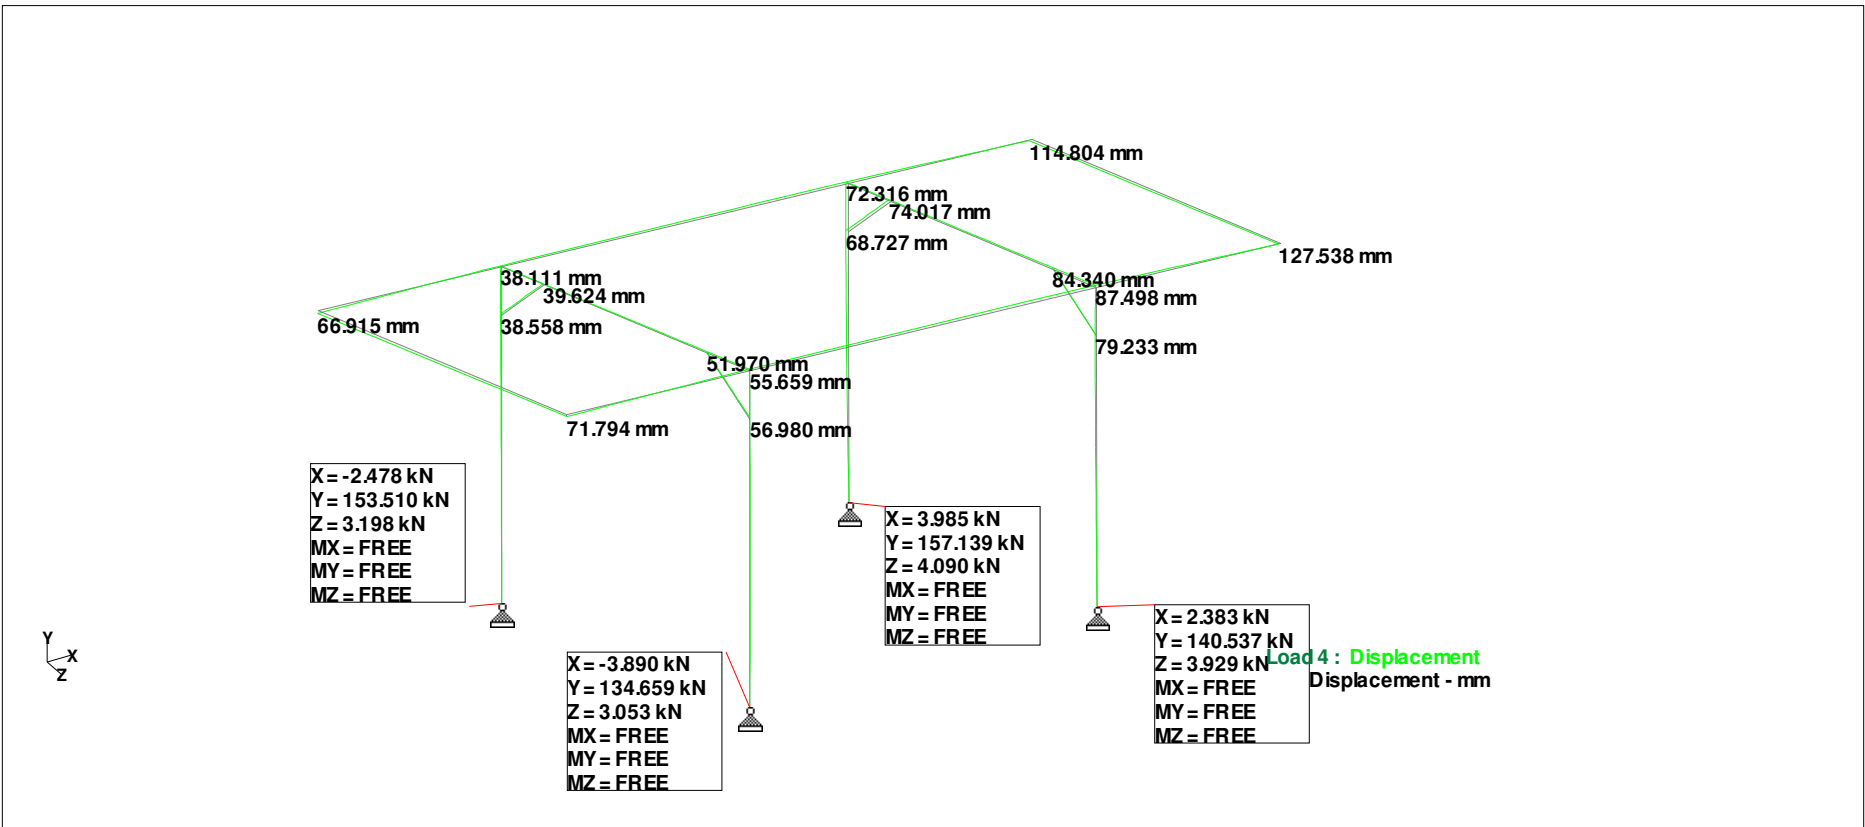 114.804 mm
72.316 mm
74.017 mm
68.727 mm
127.538 mm
38.111 mm
84.340 mm
39.624 mm
87.498 mm
66.915 mm
38.558 mm
79.233 mm
51.970 mm
55.659 mm
71.794 mm
56.980 mm
X = -2.478 kN
Y = 153.510 kN
Z = 3.198 kN
MX = FREE
MY = FREE
MZ = FREE
X = 3.985 kN
Y = 157.139 kN
Z = 4.090 kN
MX = FREE
MY = FREE
MZ = FREE
X = 2.383 kN
Y = 140.537 kN
Z = 3.929 kN
MX = FREE
MY = FREE
MZ = FREE
X = -3.890 kN
Y = 134.659 kN
Z = 3.053 kN
MX = FREE
MY = FREE
MZ = FREE
Y
X
Z
Load 4 : Displacement
Displacement - mm